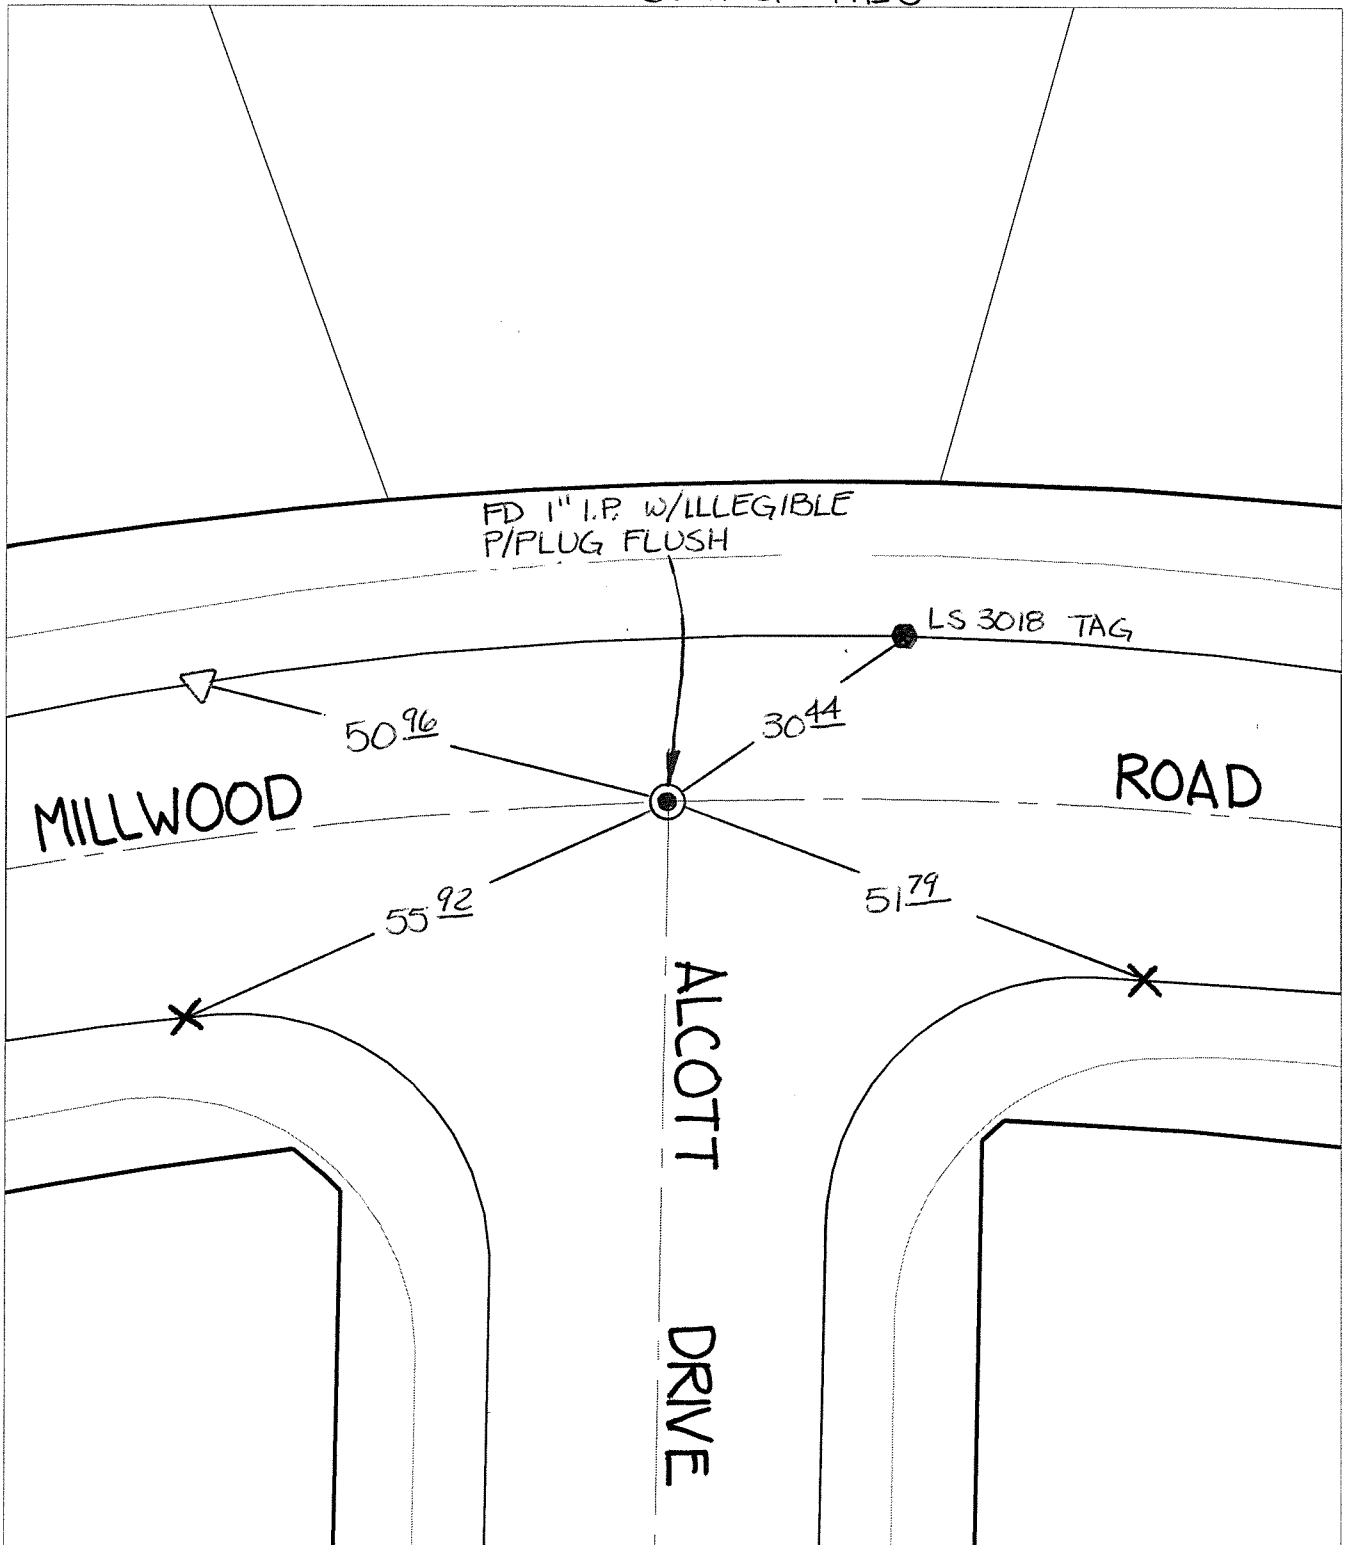 FD 1" I.P. W/ILLEGIBLE
P/PLUG FLUSH
LS 3018 TAG
50 96
30 44
MILLWOOD
ROAD
55 92
51 79
ALCOTT
DRIVE